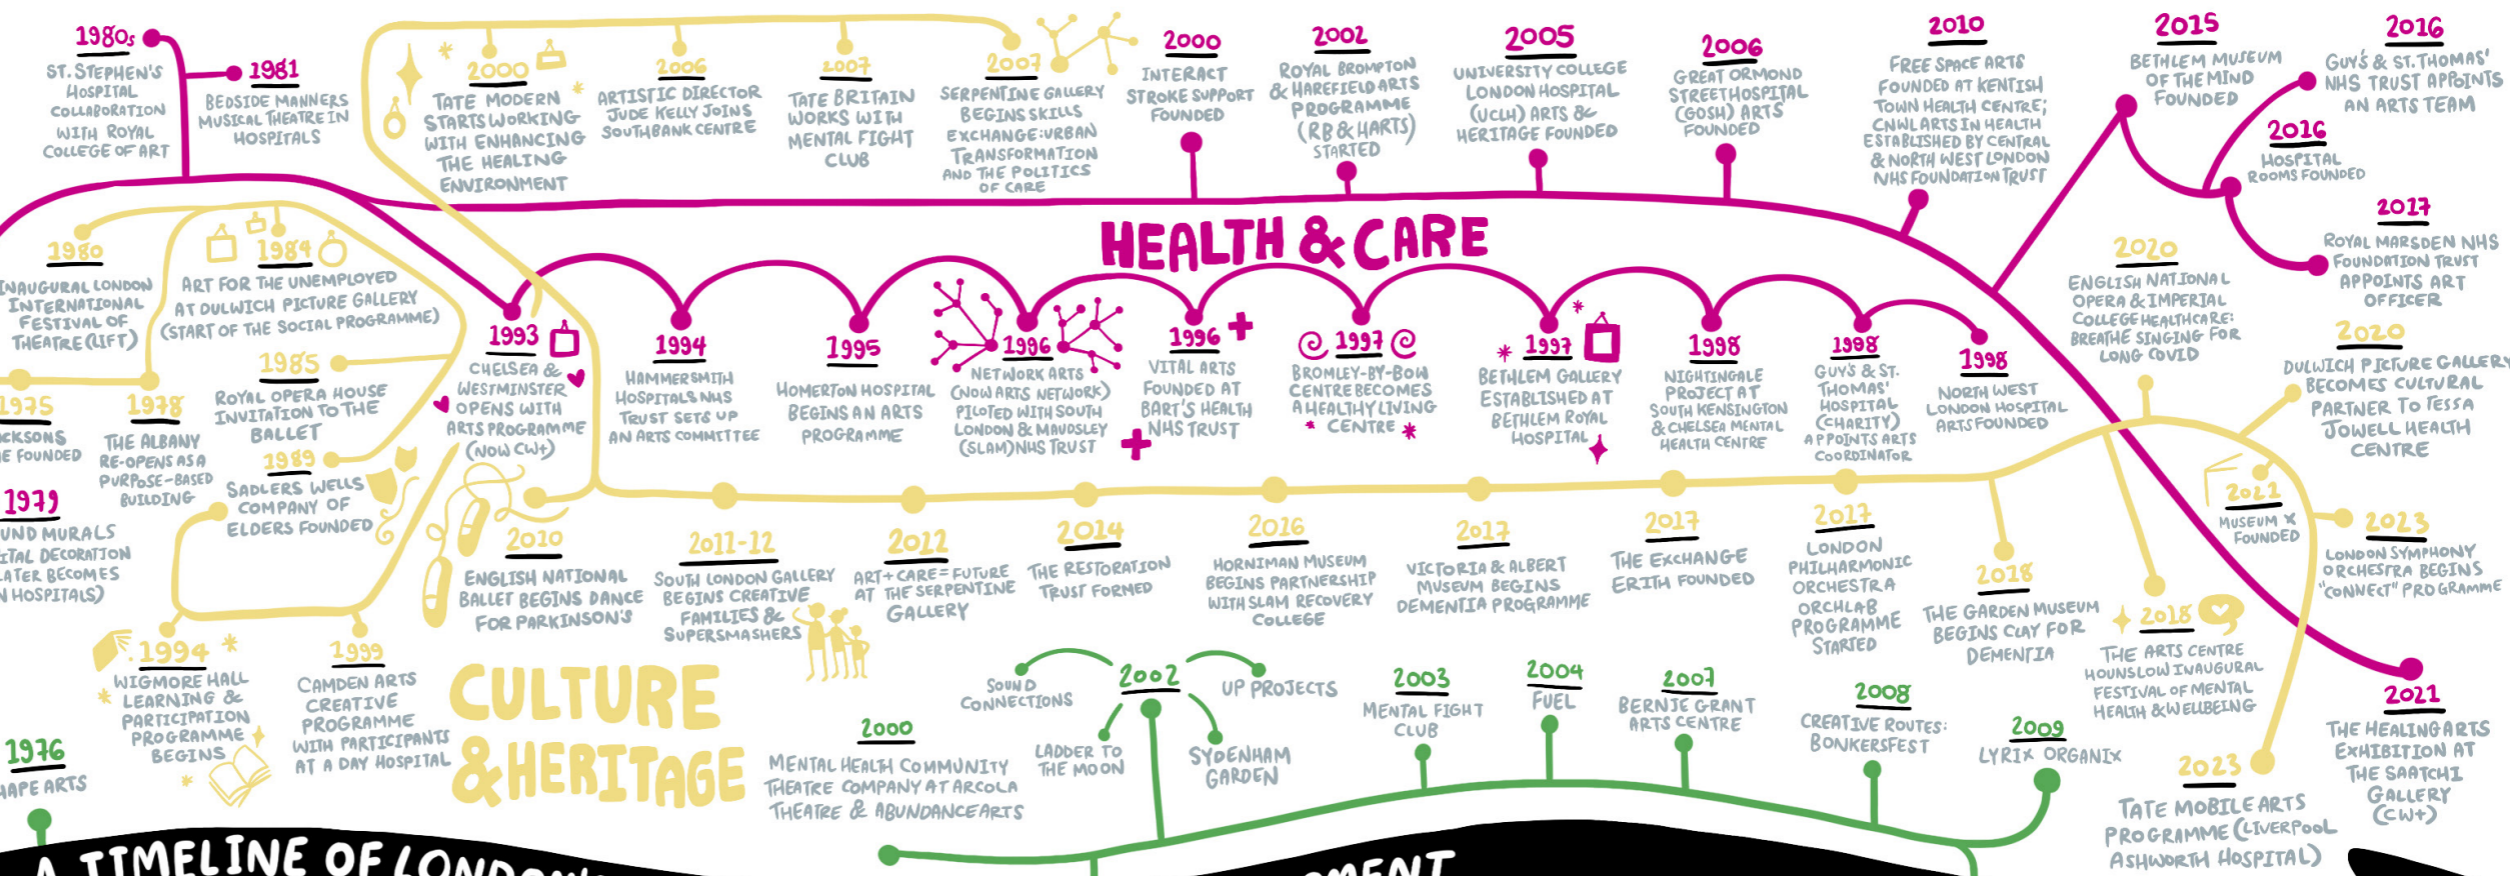 1980s
ST. STEPHEN'S
HOSPITAL
COLLABORATION
WITH ROYAL
COLLEGE OF ART
1981
BEDSIDE MANNERS
MUSICAL THEATRE IN
HOSPITALS
2000
TATE MODERN
STARTS WORKING
WITH ENHANCING
THE HEALING
ENVIRONMENT
2006
ARTISTIC DIRECTOR
JUDE KELLY JOINS
SOUTHBANK CENTRE
2007
TATE BRITAIN
WORKS WITH
MENTAL FIGHT
CLUB
2007
SERPENTINE GALLERY
BEGINS SKILLS
EXCHANGE: URBAN
TRANSFORMATION
AND THE POLITICS
OF CARE
2000
INTERACT
STROKE SUPPORT
FOUNDED
2002
ROYAL BROMPTON
& HAREFIELD ARTS
PROGRAMME
(RB & HARTS)
STARTED
2005
UNIVERSITY COLLEGE
LONDON HOSPITAL
(UCLH) ARTS &
HERITAGE FOUNDED
2006
GREAT ORMOND
STREET HOSPITAL
(GOSH) ARTS
FOUNDED
2010
FREE SPACE ARTS
FOUNDED AT KENTISH
TOWN HEALTH CENTRE;
CNWL ARTS IN HEALTH
ESTABLISHED BY CENTRAL
& NORTH WEST LONDON
NHS FOUNDATION TRUST
2015
BETHLEM MUSEUM
OF THE MIND
FOUNDED
2016
GUY'S & ST. THOMAS'
NHS TRUST APPOINTS
AN ARTS TEAM
2016
HOSPITAL
ROOMS FOUNDED
2017
ROYAL MARSDEN NHS
FOUNDATION TRUST
APPOINTS ART
OFFICER
HEALTH & CARE
1980
INAUGURAL LONDON
INTERNATIONAL
FESTIVAL OF
THEATRE (LIFT)
1984
ART FOR THE UNEMPLOYED
AT DULWICH PICTURE GALLERY
(START OF THE SOCIAL PROGRAMME)
1985
ROYAL OPERA HOUSE
INVITATION TO THE
BALLET
1989
SADLERS WELLS
COMPANY OF
ELDERS FOUNDED
1975
CKSONS
E FOUNDED
1978
THE ALBANY
RE-OPENS AS A
PURPOSE-BASED
BUILDING
1979
UND MURALS
ITAL DECORATION
LATER BECOMES
N HOSPITALS)
1993
CHELSEA &
WESTMINSTER
OPENS WITH
ARTS PROGRAMME
(NOW CW+)
1994
HAMMERSMITH
HOSPITALS NHS
TRUST SETS UP
AN ARTS COMMITTEE
1995
HOMERTON HOSPITAL
BEGINS AN ARTS
PROGRAMME
1996
NETWORK ARTS
(NOW ARTS NETWORK)
PILOTED WITH SOUTH
LONDON & MAUDSLEY
(SLAM) NHS TRUST
1996
VITAL ARTS
FOUNDED AT
BART'S HEALTH
NHS TRUST
1997
BROMLEY-BY-BOW
CENTRE BECOMES
A HEALTHY LIVING
CENTRE
1997
BETHLEM GALLERY
ESTABLISHED AT
BETHLEM ROYAL
HOSPITAL
1998
NIGHTINGALE
PROJECT AT
SOUTH KENSINGTON
& CHELSEA MENTAL
HEALTH CENTRE
1998
GUY'S & ST.
THOMAS'
HOSPITAL
(CHARITY)
APPOINTS ARTS
COORDINATOR
1998
NORTH WEST
LONDON HOSPITAL
ARTS FOUNDED
2020
ENGLISH NATIONAL
OPERA & IMPERIAL
COLLEGE HEALTHCARE:
BREATHE SINGING FOR
LONG COVID
2020
DULWICH PICTURE GALLERY
BECOMES CULTURAL
PARTNER TO TESSA
JOWELL HEALTH
CENTRE
1994
WIGMORE HALL
LEARNING &
PARTICIPATION
PROGRAMME
BEGINS
1999
CAMDEN ARTS
CREATIVE
PROGRAMME
WITH PARTICIPANTS
AT A DAY HOSPITAL
2010
ENGLISH NATIONAL
BALLET BEGINS DANCE
FOR PARKINSON'S
2011-12
SOUTH LONDON GALLERY
BEGINS CREATIVE
FAMILIES &
SUPERSMASHERS
2012
ART + CARE = FUTURE
AT THE SERPENTINE
GALLERY
2014
THE RESTORATION
TRUST FORMED
2016
HORNIMAN MUSEUM
BEGINS PARTNERSHIP
WITH SLAM RECOVERY
COLLEGE
2017
VICTORIA & ALBERT
MUSEUM BEGINS
DEMENTIA PROGRAMME
2017
THE EXCHANGE
ERITH FOUNDED
2017
LONDON
PHILHARMONIC
ORCHESTRA
ORCHLAB
PROGRAMME
STARTED
2018
THE GARDEN MUSEUM
BEGINS CLAY FOR
DEMENTIA
2018
THE ARTS CENTRE
HOUNSLOW INAUGURAL
FESTIVAL OF MENTAL
HEALTH & WELLBEING
2021
MUSEUM X
FOUNDED
2023
LONDON SYMPHONY
ORCHESTRA BEGINS
"CONNECT" PROGRAMME
2021
THE HEALING ARTS
EXHIBITION AT
THE SAATCHI
GALLERY
(CW+)
2023
TATE MOBILE ARTS
PROGRAMME (LIVERPOOL
ASHWORTH HOSPITAL)
CULTURE
& HERITAGE
1976
HAPE ARTS
2000
MENTAL HEALTH COMMUNITY
THEATRE COMPANY AT ARCOLA
THEATRE & ABUNDANCE ARTS
2002
SOUND
CONNECTIONS
UP PROJECTS
LADDER TO
THE MOON
SYDENHAM
GARDEN
2003
MENTAL FIGHT
CLUB
2004
FUEL
2007
BERNIE GRANT
ARTS CENTRE
2008
CREATIVE ROUTES:
BONKERSFEST
2009
LYRIX ORGANIX
A TIMELINE OF LONDON
MENT